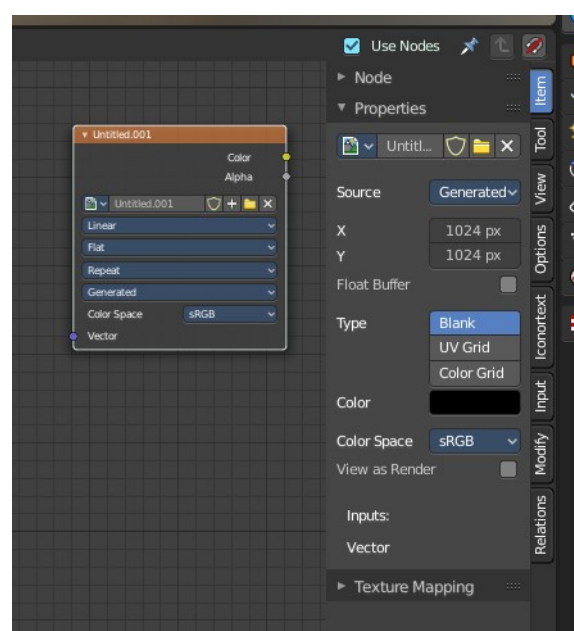 Use Nodes
Node
Properties
Untitl...
Source Generated
X 1024 px
Y 1024 px
Float Buffer
Type Blank
UV Grid
Color Grid
Color
Color Space sRGB
View as Render
Inputs:
Vector
Texture Mapping
Untitled.001
Color
Alpha
Untitled.001
Linear
Flat
Repeat
Generated
Color Space sRGB
Vector
Item
Tool
View
Options
Iconortext
Input
Modify
Relations